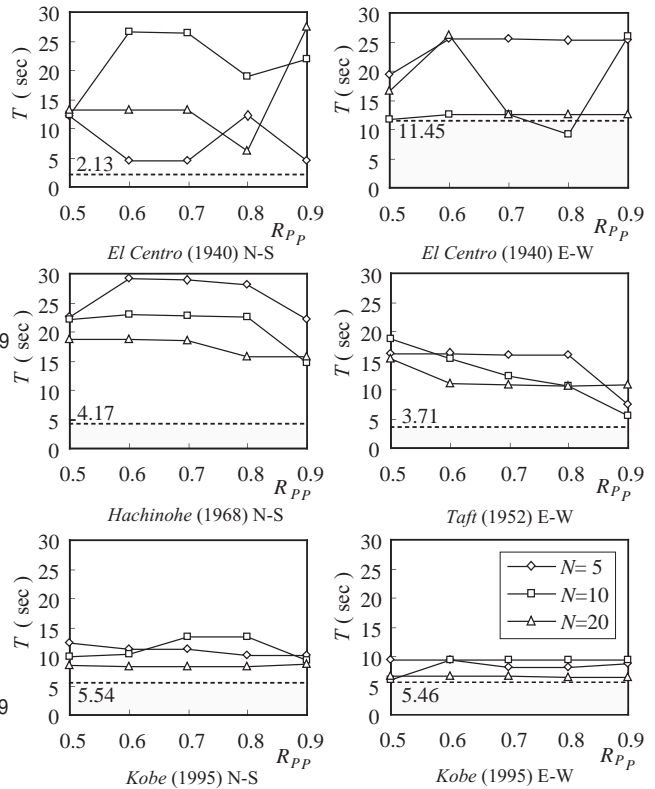 30
25
20
15
10
5
0
T ( sec )
2.13
0.5 0.6 0.7 0.8 0.9
R_PP
El Centro (1940) N-S
30
25
20
15
10
5
0
T ( sec )
11.45
0.5 0.6 0.7 0.8 0.9
R_PP
El Centro (1940) E-W
9
30
25
20
15
10
5
0
T ( sec )
4.17
0.5 0.6 0.7 0.8 0.9
R_PP
Hachinohe (1968) N-S
30
25
20
15
10
5
0
T ( sec )
3.71
0.5 0.6 0.7 0.8 0.9
R_PP
Taft (1952) E-W
9
30
25
20
15
10
5
0
T ( sec )
5.54
0.5 0.6 0.7 0.8 0.9
R_PP
Kobe (1995) N-S
30
25
20
15
10
5
0
T ( sec )
N= 5
N=10
N=20
5.46
0.5 0.6 0.7 0.8 0.9
R_PP
Kobe (1995) E-W